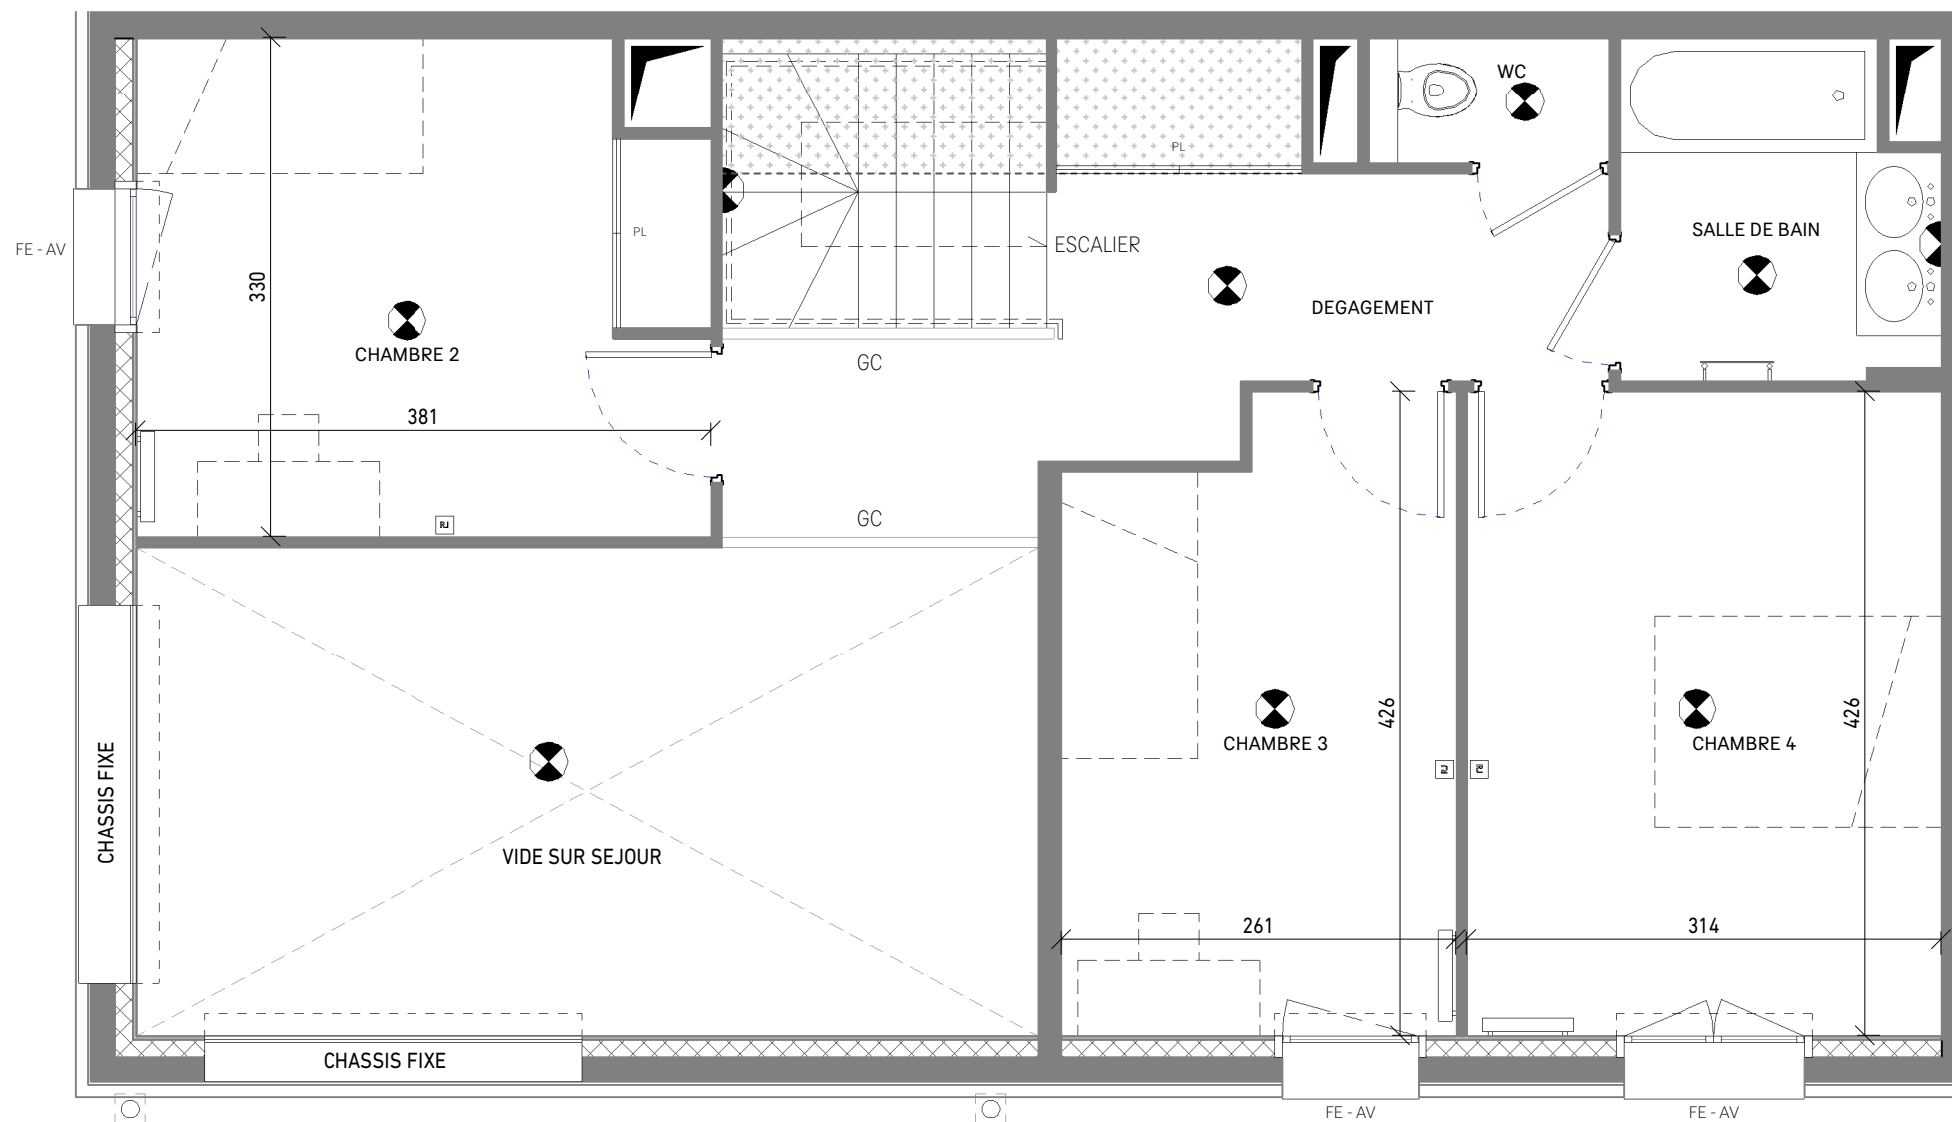 WC
PL
SALLE DE BAIN
PL
FE - AV
ESCALIER
330
DEGAGEMENT
CHAMBRE 2
GC
381
GC
RJ
426
426
CHAMBRE 3
CHAMBRE 4
RJ
RJ
CHASSIS FIXE
VIDE SUR SEJOUR
261
314
CHASSIS FIXE
FE - AV
FE - AV